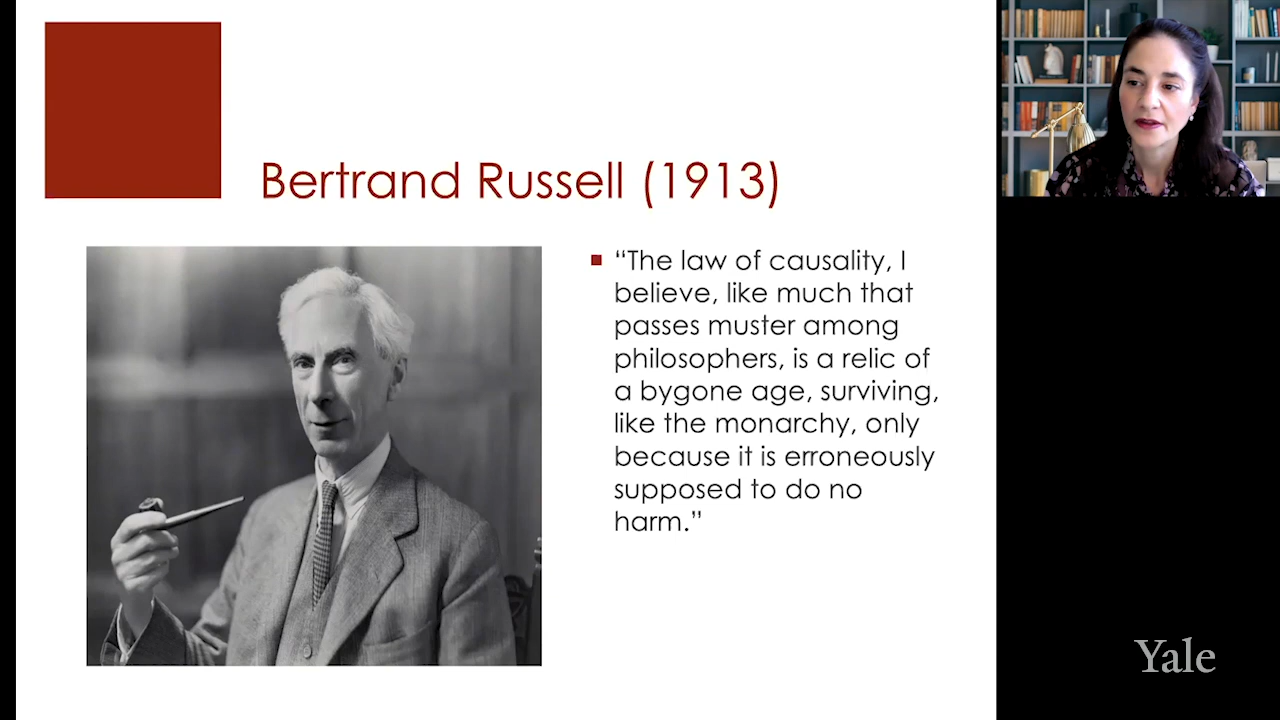 Bertrand Russell (1913)
“The law of causality, I
believe, like much that
passes muster among
philosophers, is a relic of
a bygone age, surviving,
like the monarchy, only
because it is erroneously
supposed to do no
harm.”
Yale